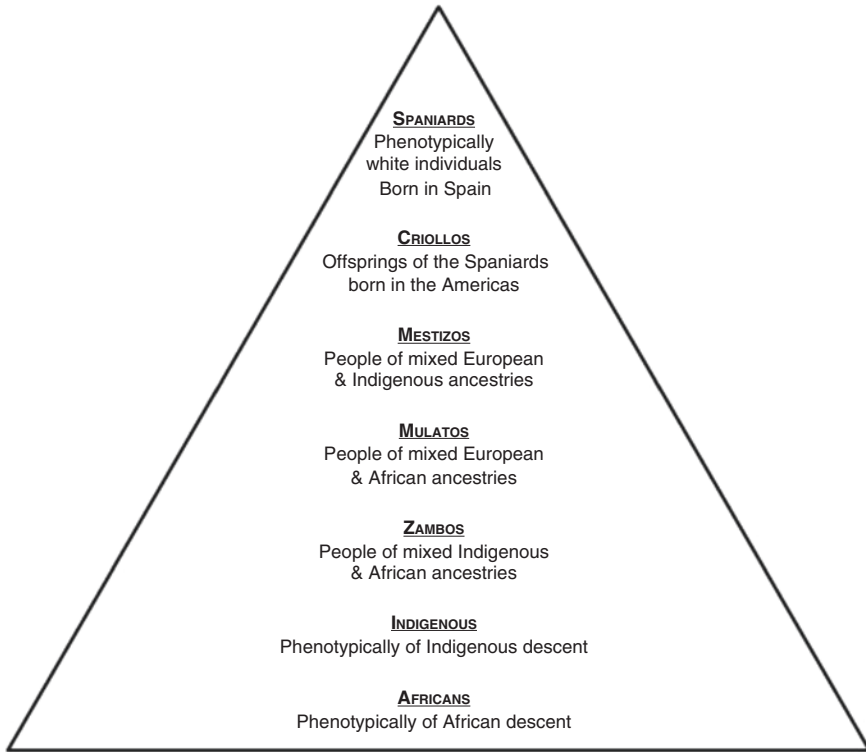 SPANIARDS
Phenotypically
white individuals
Born in Spain
CRIOLLOS
Offsprings of the Spaniards
born in the Americas
MESTIZOS
People of mixed European
& Indigenous ancestries
MULATOS
People of mixed European
& African ancestries
ZAMBOS
People of mixed Indigenous
& African ancestries
INDIGENOUS
Phenotypically of Indigenous descent
AFRICANS
Phenotypically of African descent